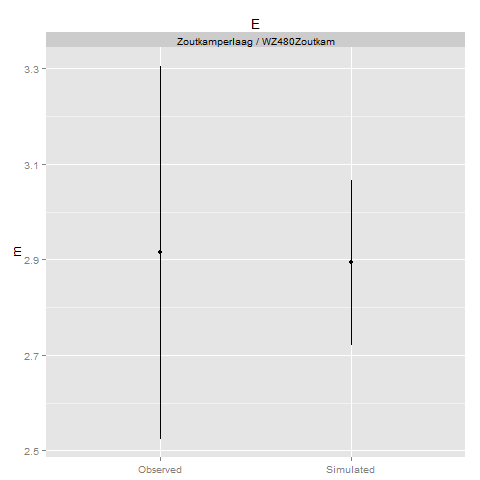 E
Zoutkamperlaag / WZ480Zoutkam
3.3
3.1
2.9
2.7
2.5
E
Observed
Simulated